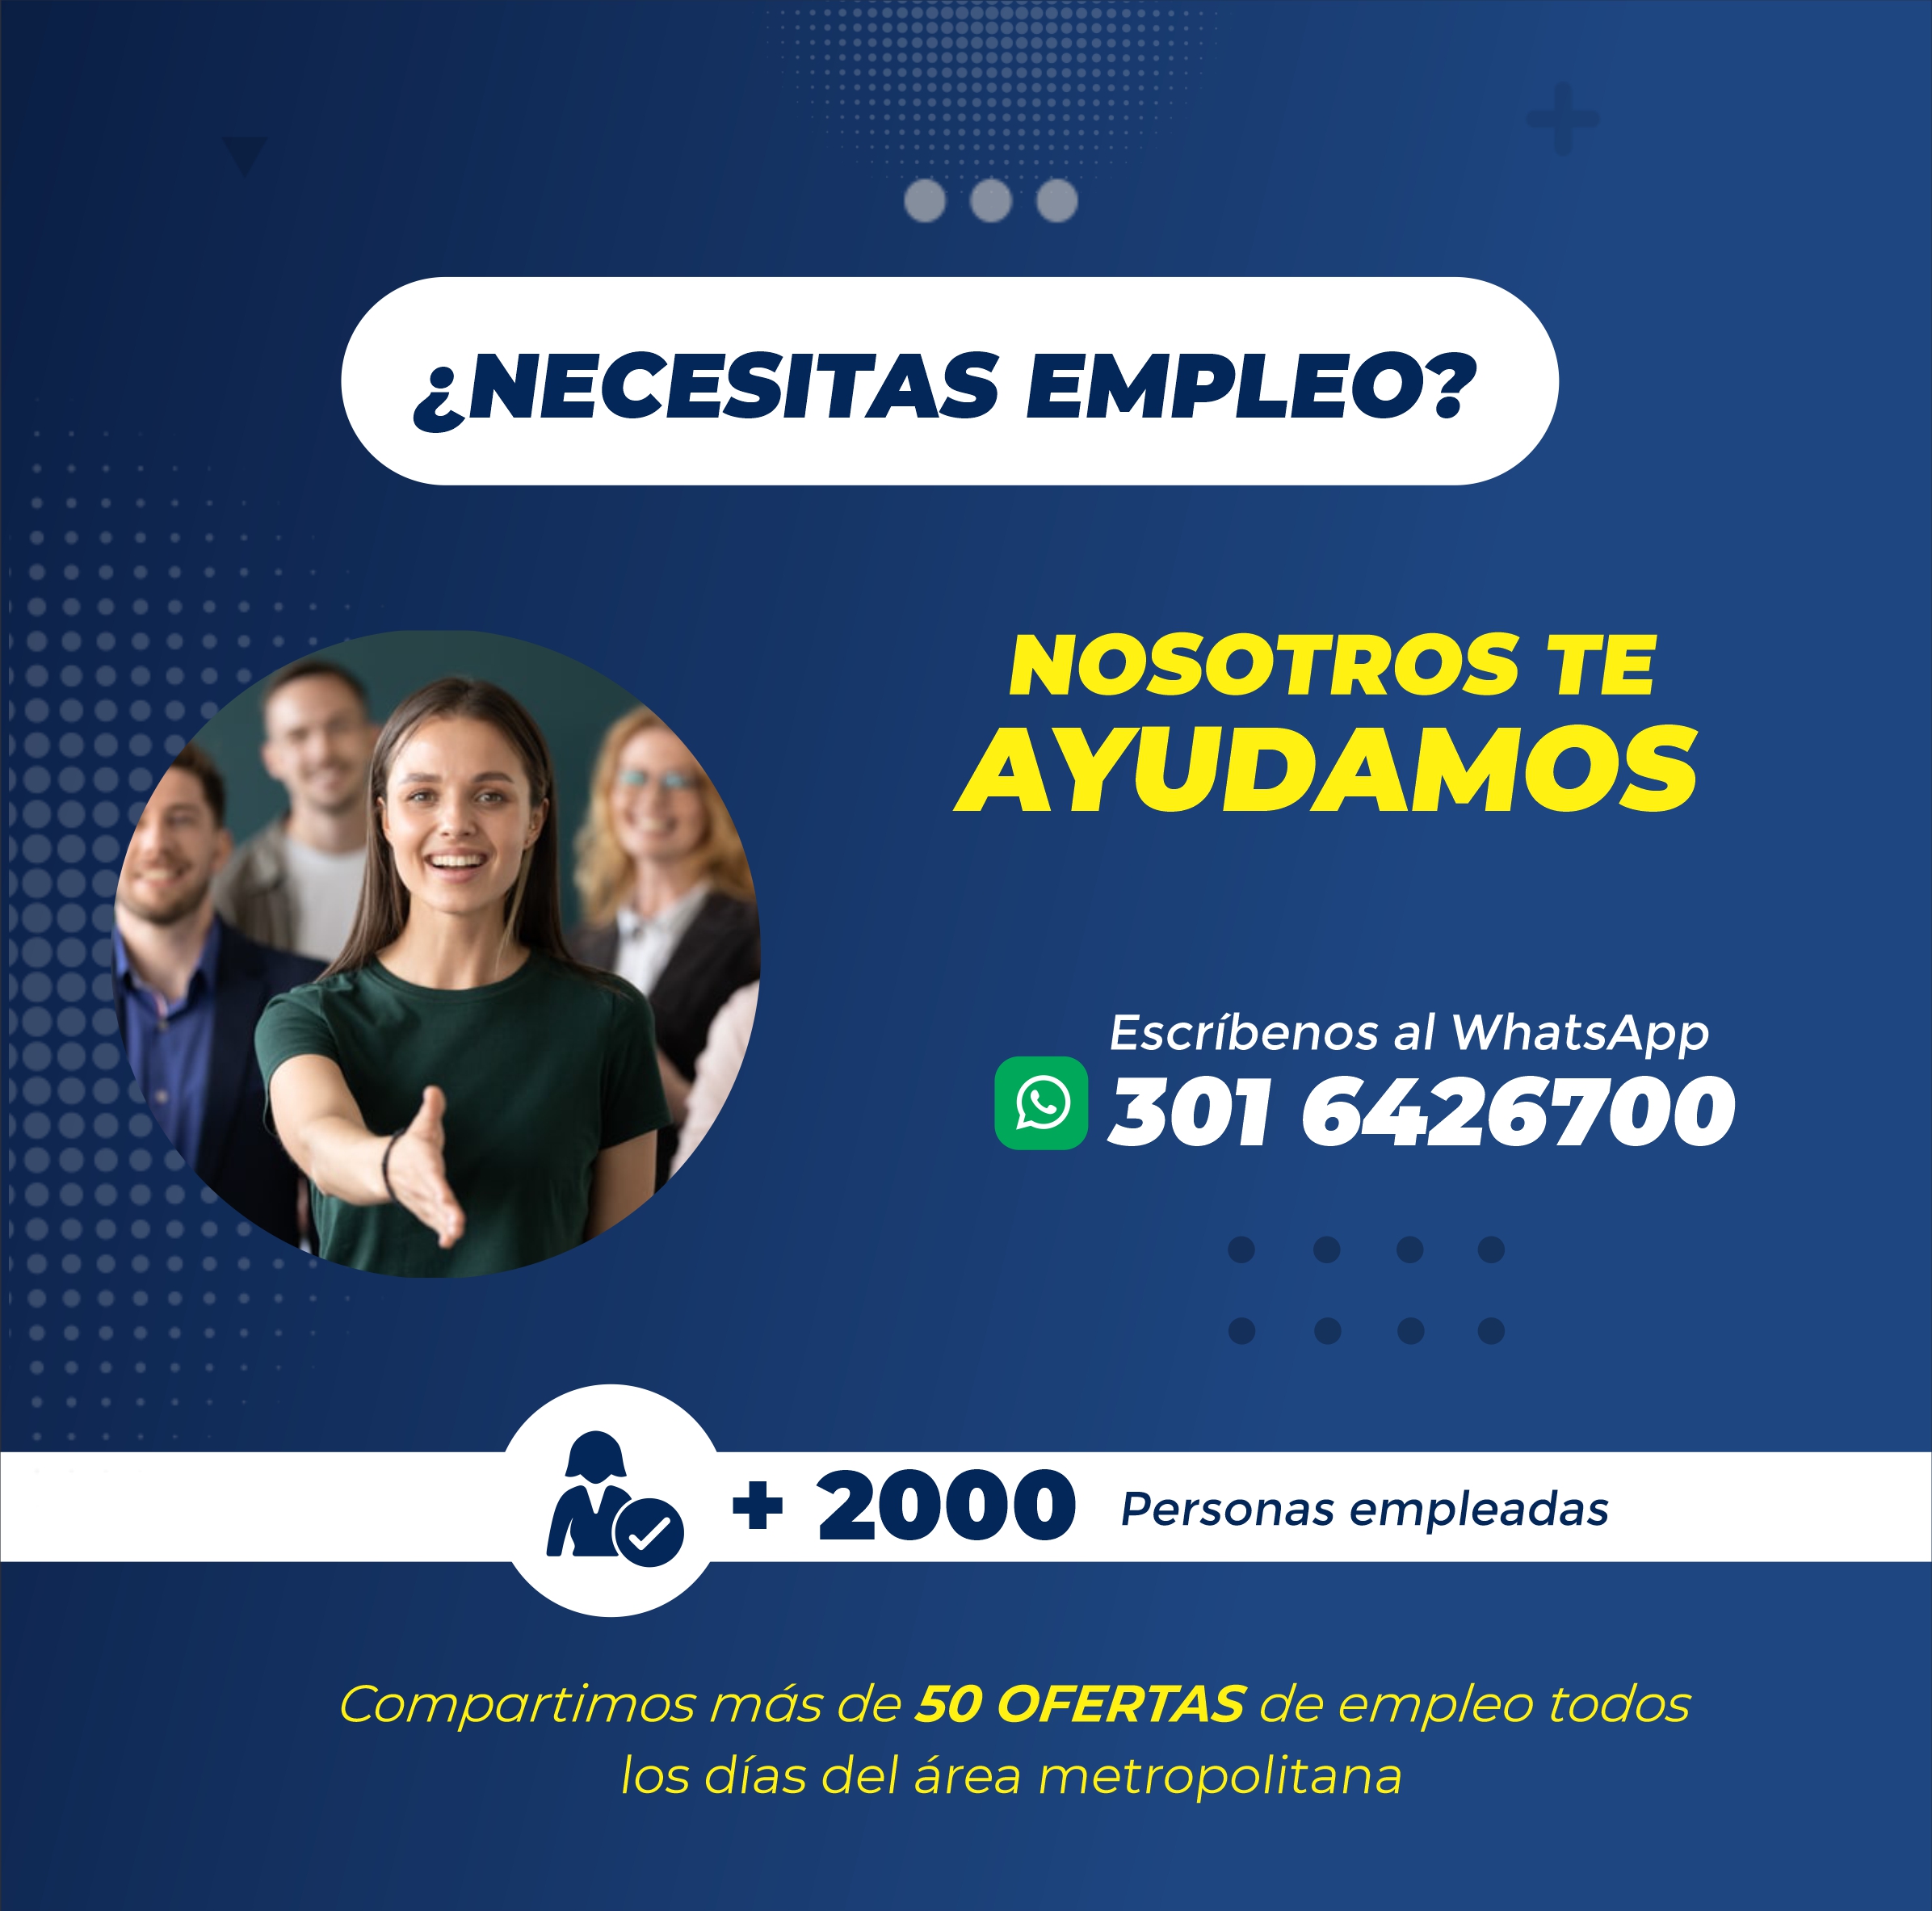 ¿NECESITAS EMPLEO?
NOSOTROS TE
AYUDAMOS
Escríbenos al WhatsApp
301 6426700
+ 2000 Personas empleadas
Compartimos más de 50 OFERTAS de empleo todos
los días del área metropolitana